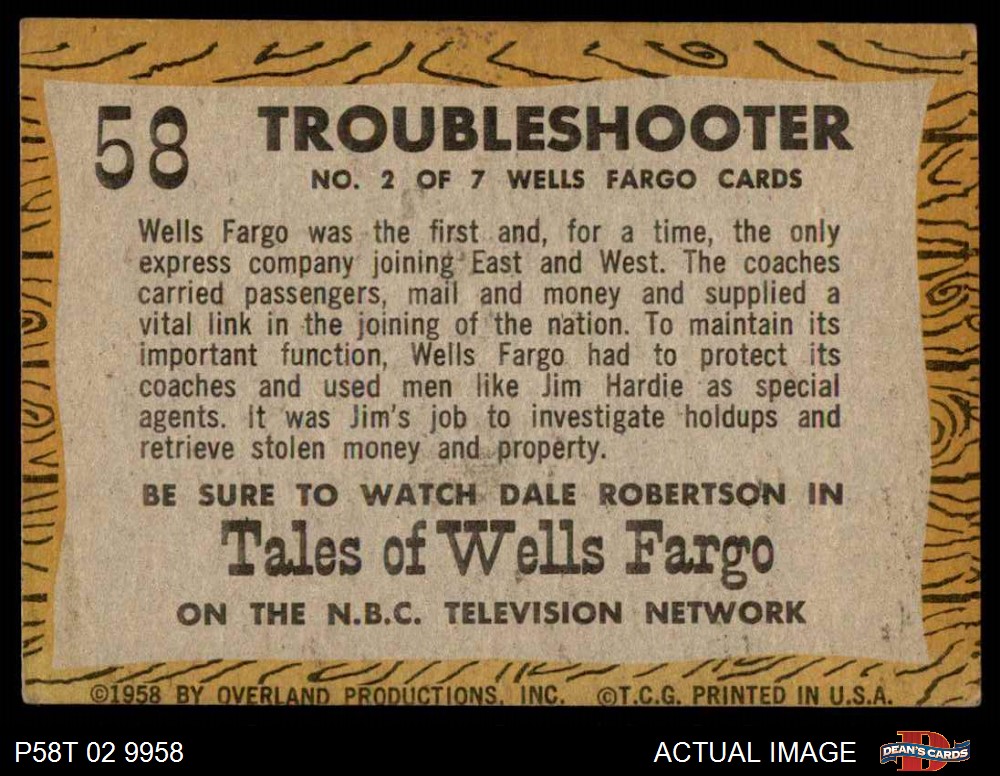 58 TROUBLESHOOTER
NO. 2 OF 7 WELLS FARGO CARDS
Wells Fargo was the first and, for a time, the only
express company joining East and West. The coaches
carried passengers, mail and money and supplied a
vital link in the joining of the nation. To maintain its
important function, Wells Fargo had to protect its
coaches and used men like Jim Hardie as special
agents. It was Jim's job to investigate holdups and
retrieve stolen money and property.
BE SURE TO WATCH DALE ROBERTSON IN
Tales of Wells Fargo
ON THE N.B.C. TELEVISION NETWORK
©1958 BY OVERLAND PRODUCTIONS, INC. ©T.C.G. PRINTED IN U.S.A.
P58T 02 9958 ACTUAL IMAGE DEAN'S CARDS